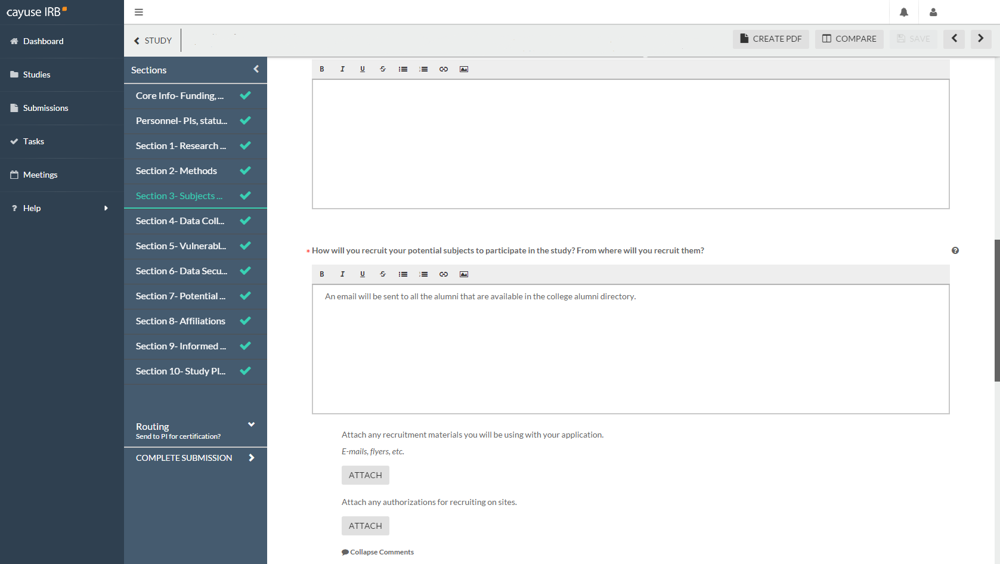 cayuse IRB
STUDY
CREATE PDF
COMPARE
SAVE
Dashboard
Studies
Submissions
Tasks
Meetings
? Help
Sections
Core Info- Funding, ...
Personnel- PIs, statu...
Section 1- Research ...
Section 2- Methods
Section 3- Subjects ...
Section 4- Data Coll...
Section 5- Vulnerabl...
Section 6- Data Secu...
Section 7- Potential ...
Section 8- Affiliations
Section 9- Informed ...
Section 10- Study Pl...
Routing
Send to PI for certification?
COMPLETE SUBMISSION
B I U S
* How will you recruit your potential subjects to participate in the study? From where will you recruit them? ?
B I U S
An email will be sent to all the alumni that are available in the college alumni directory.
Attach any recruitment materials you will be using with your application.
E-mails, flyers, etc.
ATTACH
Attach any authorizations for recruiting on sites.
ATTACH
Collapse Comments